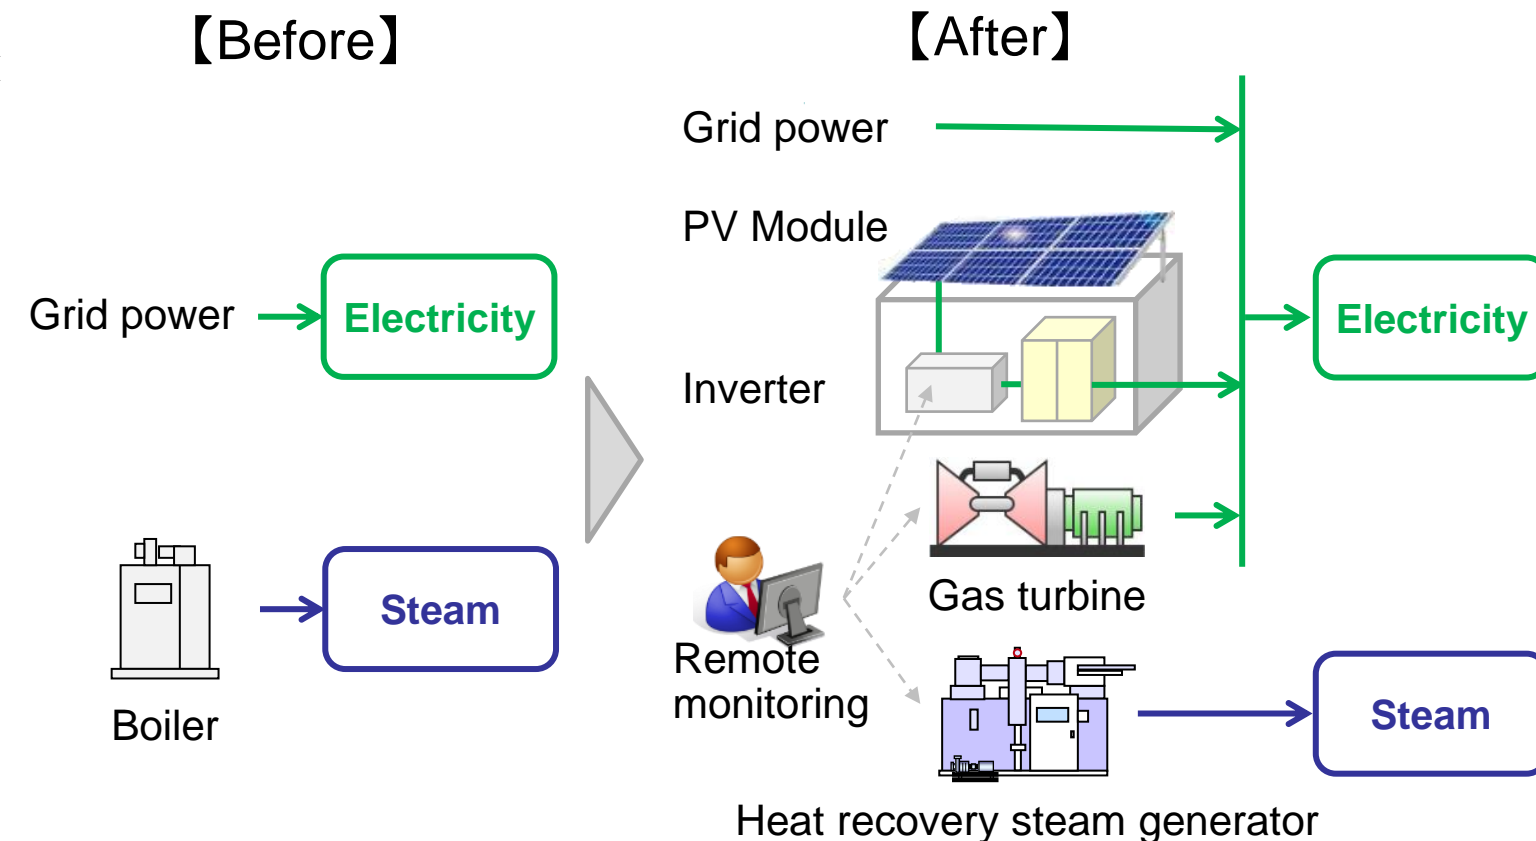 【Before】
Grid power
Electricity
Steam
Boiler
【After】
Grid power
PV Module
Inverter
Electricity
Gas turbine
Remote
monitoring
Steam
Heat recovery steam generator